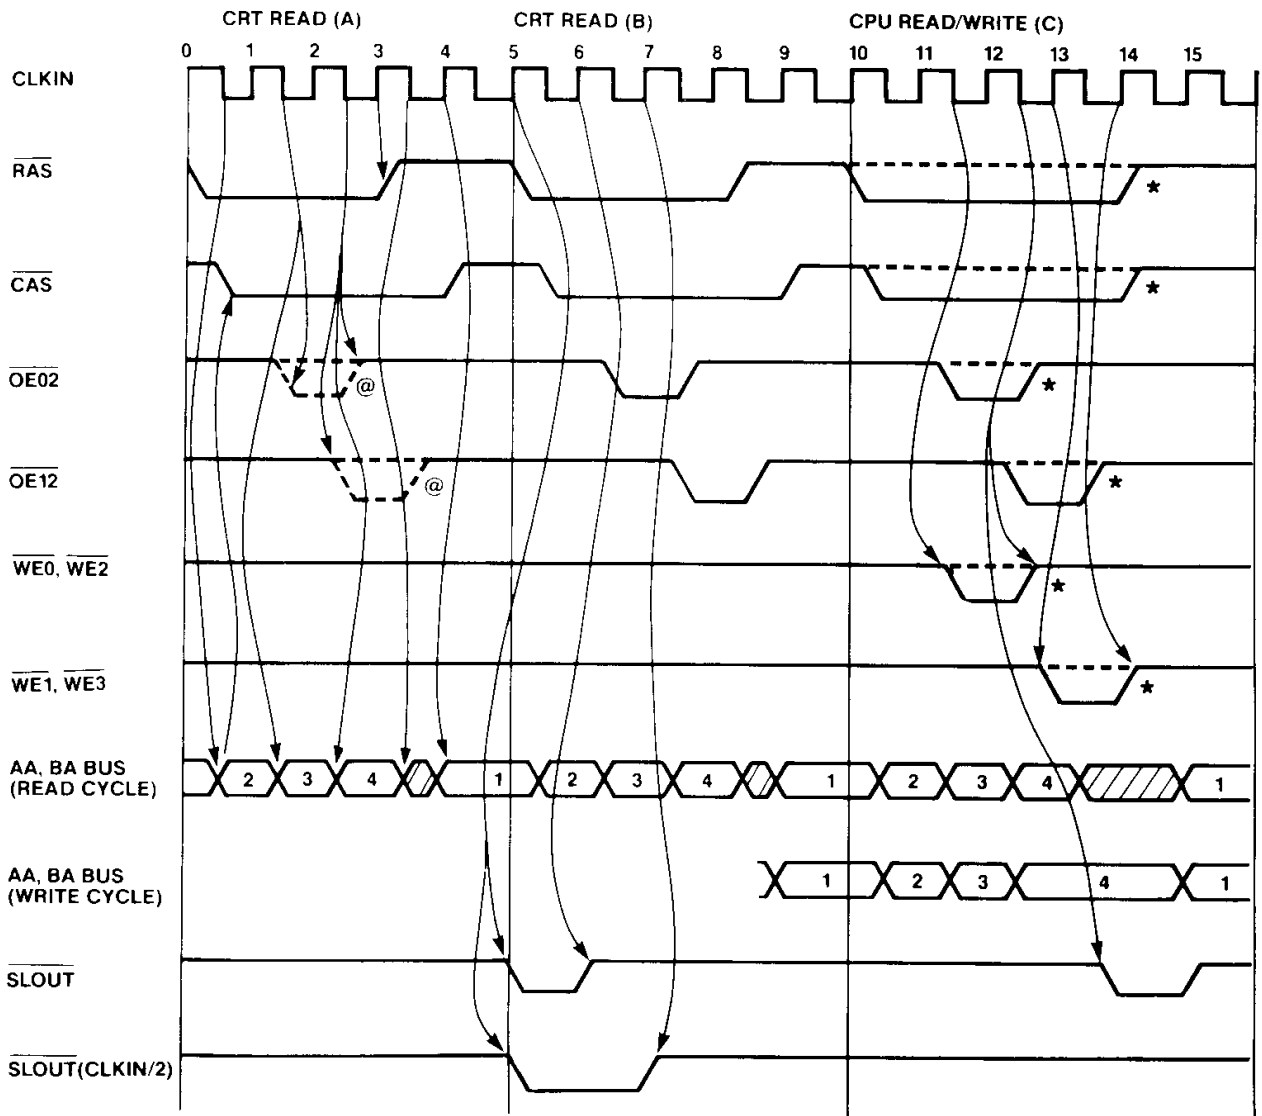 CRT READ (A) CRT READ (B) CPU READ/WRITE (C)
0 1 2 3 4 5 6 7 8 9 10 11 12 13 14 15
CLKIN
RAS
*
CAS
*
OE02
@ *
OE12
@ *
WE0, WE2
*
WE1, WE3
*
AA, BA BUS
(READ CYCLE)
2 3 4 1 2 3 4 1 2 3 4 1
AA, BA BUS
(WRITE CYCLE)
1 2 3 4 1
SLOUT
SLOUT(CLKIN/2)